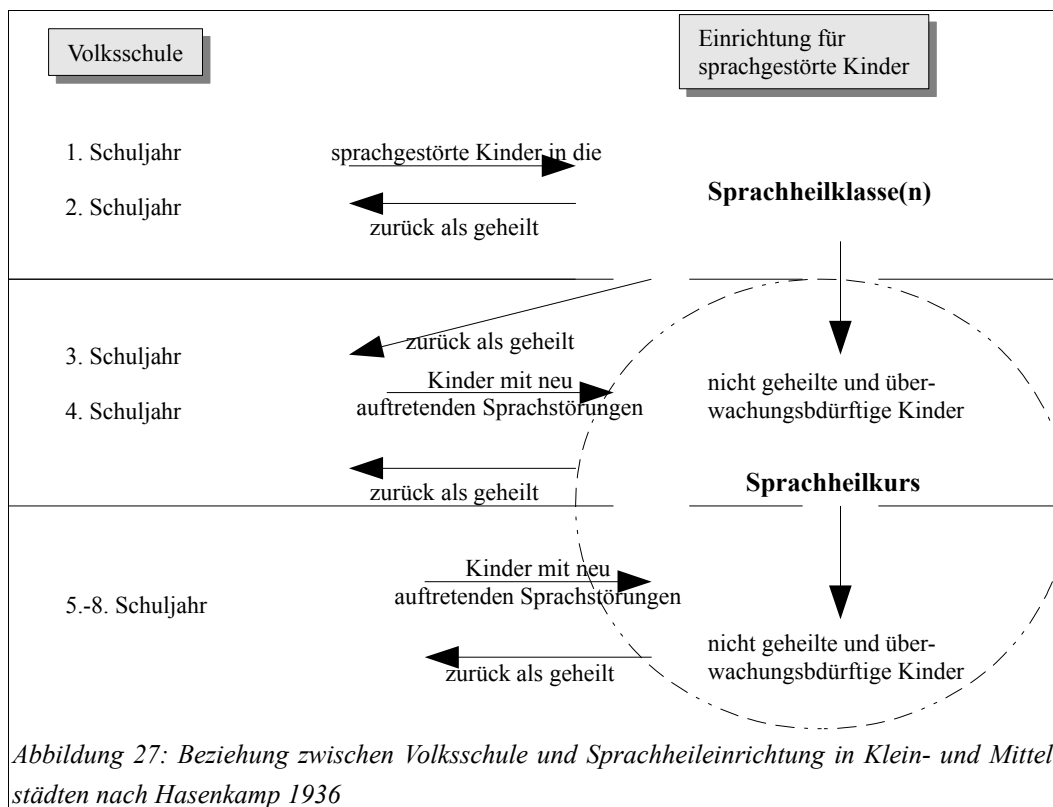 Volksschule
Einrichtung für
sprachgestörte Kinder
1. Schuljahr
sprachgestörte Kinder in die
2. Schuljahr
Sprachheilklasse(n)
zurück als geheilt
zurück als geheilt
3. Schuljahr
Kinder mit neu
auftretenden Sprachstörungen
4. Schuljahr
nicht geheilte und über-
wachungsbdürftige Kinder
zurück als geheilt
Sprachheilkurs
Kinder mit neu
auftretenden Sprachstörungen
5.-8. Schuljahr
nicht geheilte und über-
wachungsbdürftige Kinder
zurück als geheilt
Abbildung 27: Beziehung zwischen Volksschule und Sprachheileinrichtung in Klein- und Mittel
städten nach Hasenkamp 1936